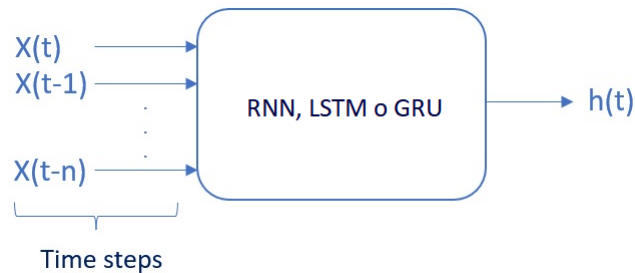 X(t)
X(t-1)
.
.
.
X(t-n)
Time steps
RNN, LSTM o GRU
h(t)